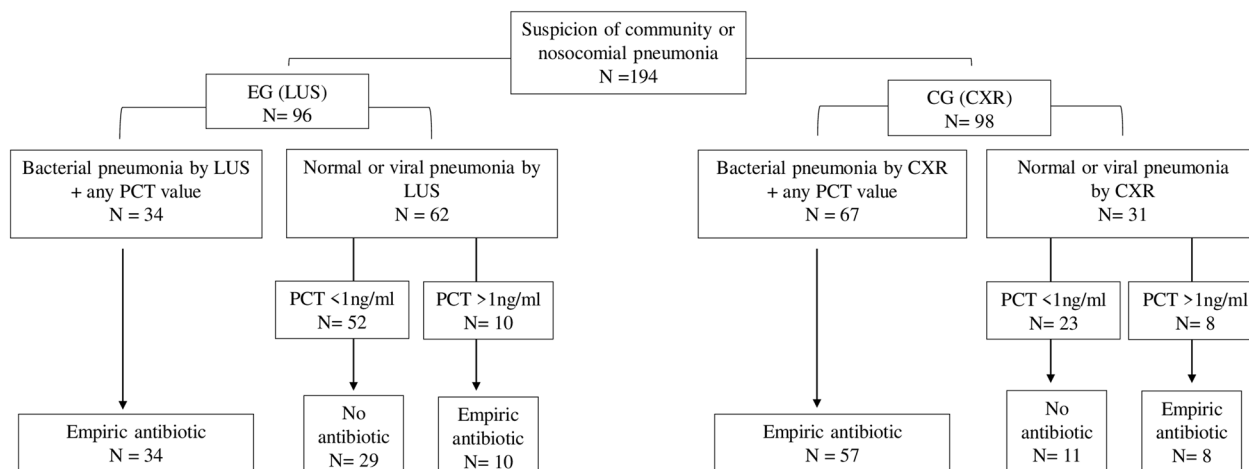 Suspicion of community or
nosocomial pneumonia
N =194
EG (LUS)
N= 96
CG (CXR)
N= 98
Bacterial pneumonia by LUS
+ any PCT value
N = 34
Normal or viral pneumonia by
LUS
N = 62
Bacterial pneumonia by CXR
+ any PCT value
N = 67
Normal or viral pneumonia
by CXR
N= 31
PCT <1ng/ml
N= 52
PCT >1ng/ml
N= 10
PCT <1ng/ml
N= 23
PCT >1ng/ml
N= 8
Empiric antibiotic
N = 34
No
antibiotic
N= 29
Empiric
antibiotic
N= 10
Empiric antibiotic
N = 57
No
antibiotic
N= 11
Empiric
antibiotic
N= 8